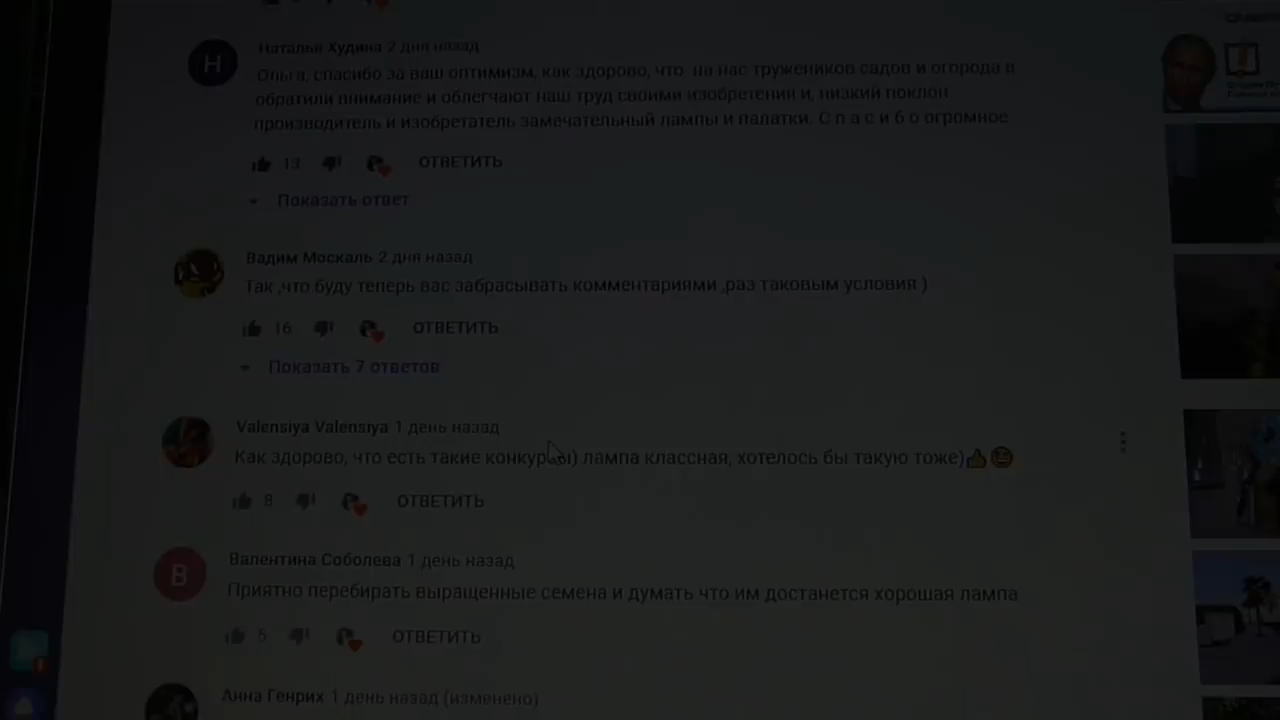 Наталья Худина 2 дня назад
Н
Ольга, спасибо за ваш оптимизм, как здорово, что на нас тружеников садов и огорода в
обратили внимание и облегчают наш труд своими изобретения и, низкий поклон
производитель и изобретатель замечательный лампы и палатки. С п а с и б о огромное
13 ОТВЕТИТЬ
Показать ответ
Вадим Москаль 2 дня назад
Так ,что буду теперь вас забрасывать комментариями ,раз таковым условия )
16 ОТВЕТИТЬ
Показать 7 ответов
Valensiya Valensiya 1 день назад
Как здорово, что есть такие конкурсы) лампа классная, хотелось бы такую тоже)
8 ОТВЕТИТЬ
Валентина Соболева 1 день назад
В
Приятно перебирать выращенные семена и думать что им достанется хорошая лампа
5 ОТВЕТИТЬ
Анна Генрих 1 день назад (изменено)